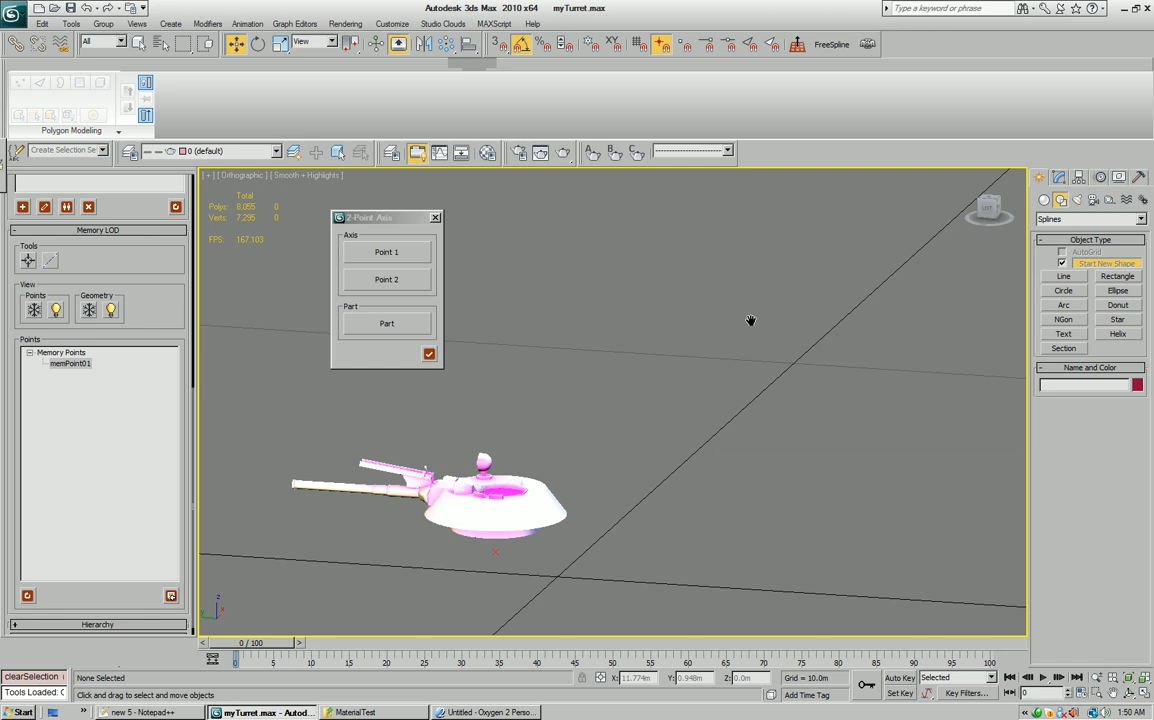 Autodesk 3ds Max 2010 x64 myTurret.max
Type a keyword or phrase
Edit Tools Group Views Create Modifiers Animation Graph Editors Rendering Customize Studio Clouds MAXScript Help
All
View
FreeSpline
Polygon Modeling
Create Selection Se
0 (default)
[ + ] [ Orthographic ] [ Smooth + Highlights ]
Total
Polys: 8,055 0
Verts: 7,295 0
FPS: 167.103
Memory LOD
Tools
View
Points
Geometry
Points
Memory Points
memPoint01
Hierarchy
2-Point Axis
Axis
Point 1
Point 2
Part
Part
Splines
Object Type
AutoGrid
Start New Shape
Line Rectangle
Circle Ellipse
Arc Donut
NGon Star
Text Helix
Section
Name and Color
0 / 100
0 5 10 15 20 25 30 35 40 45 50 55 60 65 70 75 80 85 90 95 100
clearSelection
None Selected
X: 11.774m Y: 0.948m Z: 0.0m
Grid = 10.0m
Auto Key Selected
Tools Loaded: C
Click and drag to select and move objects
Add Time Tag
Set Key Key Filters...
0
Start
new 5 - Notepad++
myTurret.max - Autod...
MaterialTest
Untitled - Oxygen 2 Perso...
1:50 AM